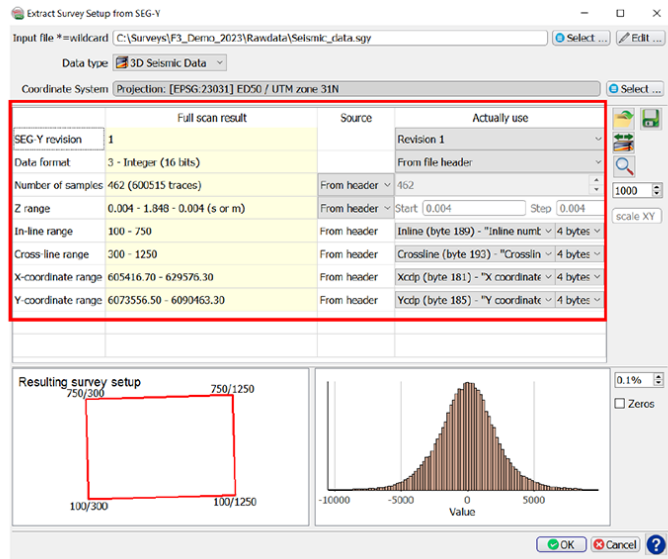 Extract Survey Setup from SEG-Y
Input file *=wildcard C:\Surveys\F3_Demo_2023\Rawdata\Seismic_data.sgy Select ... Edit ...
Data type 3D Seismic Data
Coordinate System Projection: [EPSG:23031] ED50 / UTM zone 31N Select ...
Full scan result Source Actually use
SEG-Y revision 1 Revision 1
Data format 3 - Integer (16 bits) From file header
Number of samples 462 (600515 traces) From header 462
1000
Z range 0.004 - 1.848 - 0.004 (s or m) From header Start 0.004 Step 0.004
scale XY
In-line range 100 - 750 From header Inline (byte 189) - "Inline numb 4 bytes
Cross-line range 300 - 1250 From header Crossline (byte 193) - "Crosslin 4 bytes
X-coordinate range 605416.70 - 629576.30 From header Xcdp (byte 181) - "X coordinate 4 bytes
Y-coordinate range 6073556.50 - 6090463.30 From header Ycdp (byte 185) - "Y coordinate 4 bytes
Resulting survey setup
750/300 750/1250
100/300 100/1250
-10000 -5000 0 5000
Value
0.1%
Zeros
OK Cancel ?